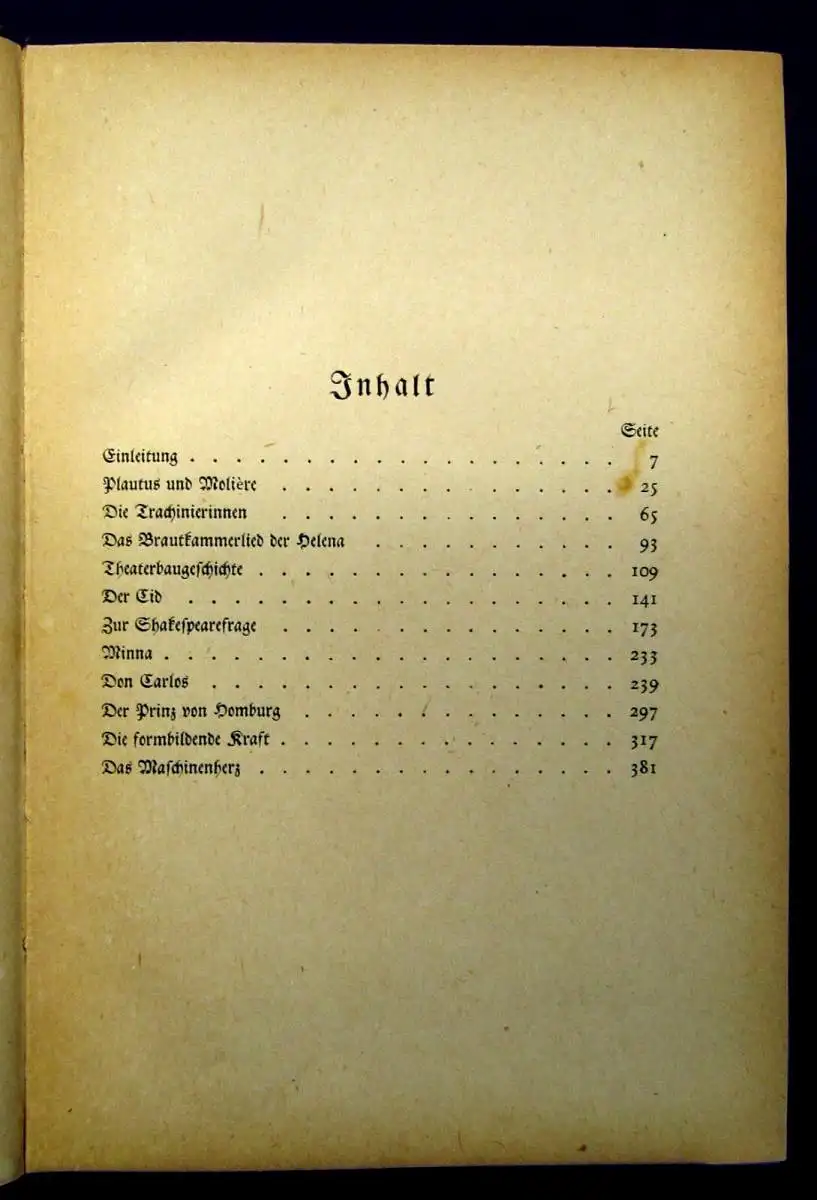 Inhalt
Seite
Einleitung . . . . . . . . . . . . . . . . . . . 7
Plautus und Molière . . . . . . . . . . . . . . . 25
Die Trachinierinnen . . . . . . . . . . . . . . . 65
Das Brautkammerlied der Helena . . . . . . . . . . . 93
Theaterbaugeschichte . . . . . . . . . . . . . . . . 109
Der Cid . . . . . . . . . . . . . . . . . . . 141
Zur Shakespearefrage . . . . . . . . . . . . . . . 173
Minna . . . . . . . . . . . . . . . . . . . . 233
Don Carlos . . . . . . . . . . . . . . . . . . 239
Der Prinz von Homburg . . . . . . . . . . . . . . 297
Die formbildende Kraft . . . . . . . . . . . . . . . 317
Das Maschinenherz . . . . . . . . . . . . . . . . 381